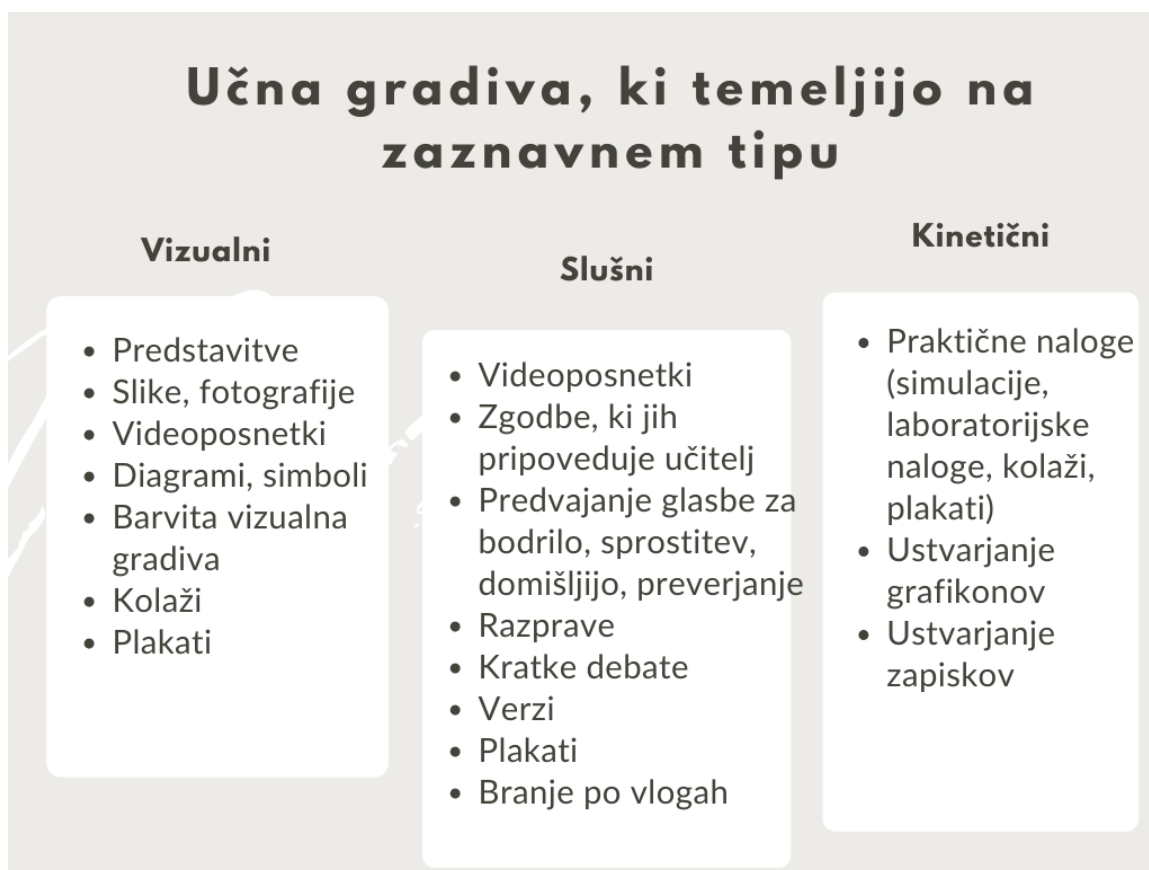 Učna gradiva, ki temeljijo na
zaznavnem tipu
Vizualni
• Predstavitve
• Slike, fotografije
• Videoposnetki
• Diagrami, simboli
• Barvita vizualna
gradiva
• Kolaži
• Plakati
Slušni
• Videoposnetki
• Zgodbe, ki jih
pripoveduje učitelj
• Predvajanje glasbe za
bodrilo, sprostitev,
domišljijo, preverjanje
• Razprave
• Kratke debate
• Verzi
• Plakati
• Branje po vlogah
Kinetični
• Praktične naloge
(simulacije,
laboratorijske
naloge, kolaži,
plakati)
• Ustvarjanje
grafikonov
• Ustvarjanje
zapiskov